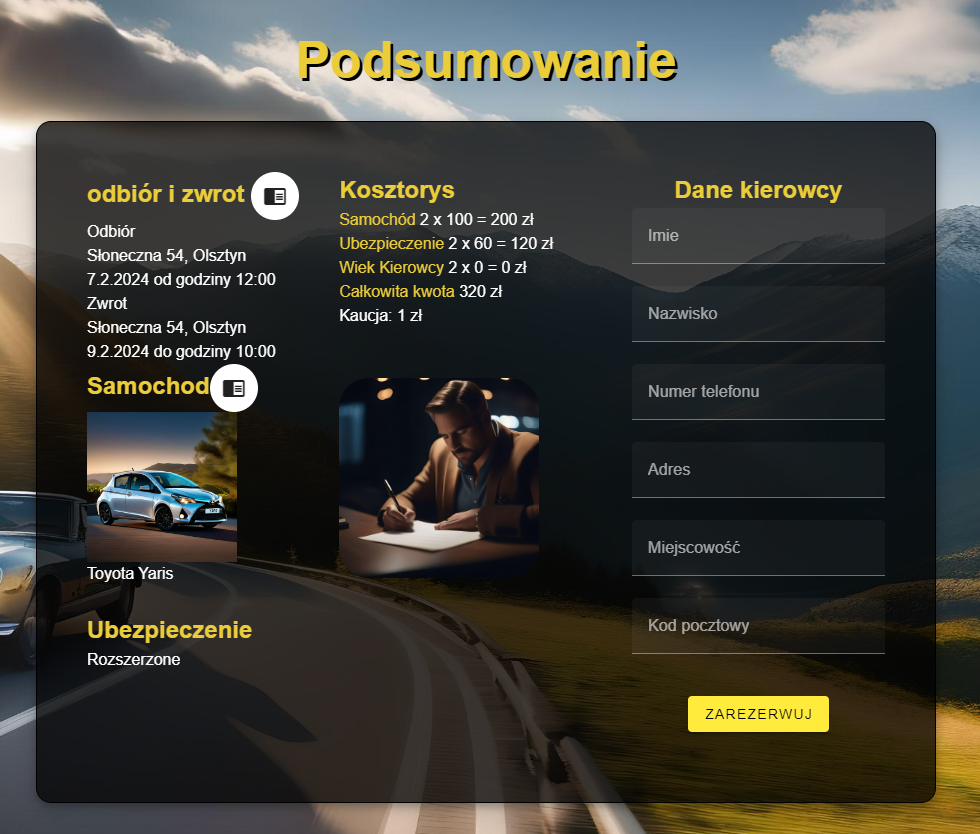 Podsumowanie
odbiór i zwrot
Odbiór
Słoneczna 54, Olsztyn
7.2.2024 od godziny 12:00
Zwrot
Słoneczna 54, Olsztyn
9.2.2024 do godziny 10:00
Samochod
Toyota Yaris
Ubezpieczenie
Rozszerzone
Kosztorys
Samochód 2 x 100 = 200 zł
Ubezpieczenie 2 x 60 = 120 zł
Wiek Kierowcy 2 x 0 = 0 zł
Całkowita kwota 320 zł
Kaucja: 1 zł
Dane kierowcy
Imie
Nazwisko
Numer telefonu
Adres
Miejscowość
Kod pocztowy
ZAREZERWUJ